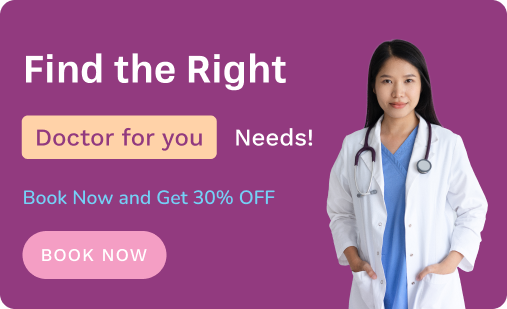 Find the Right
Doctor for you Needs!
Book Now and Get 30% OFF
BOOK NOW